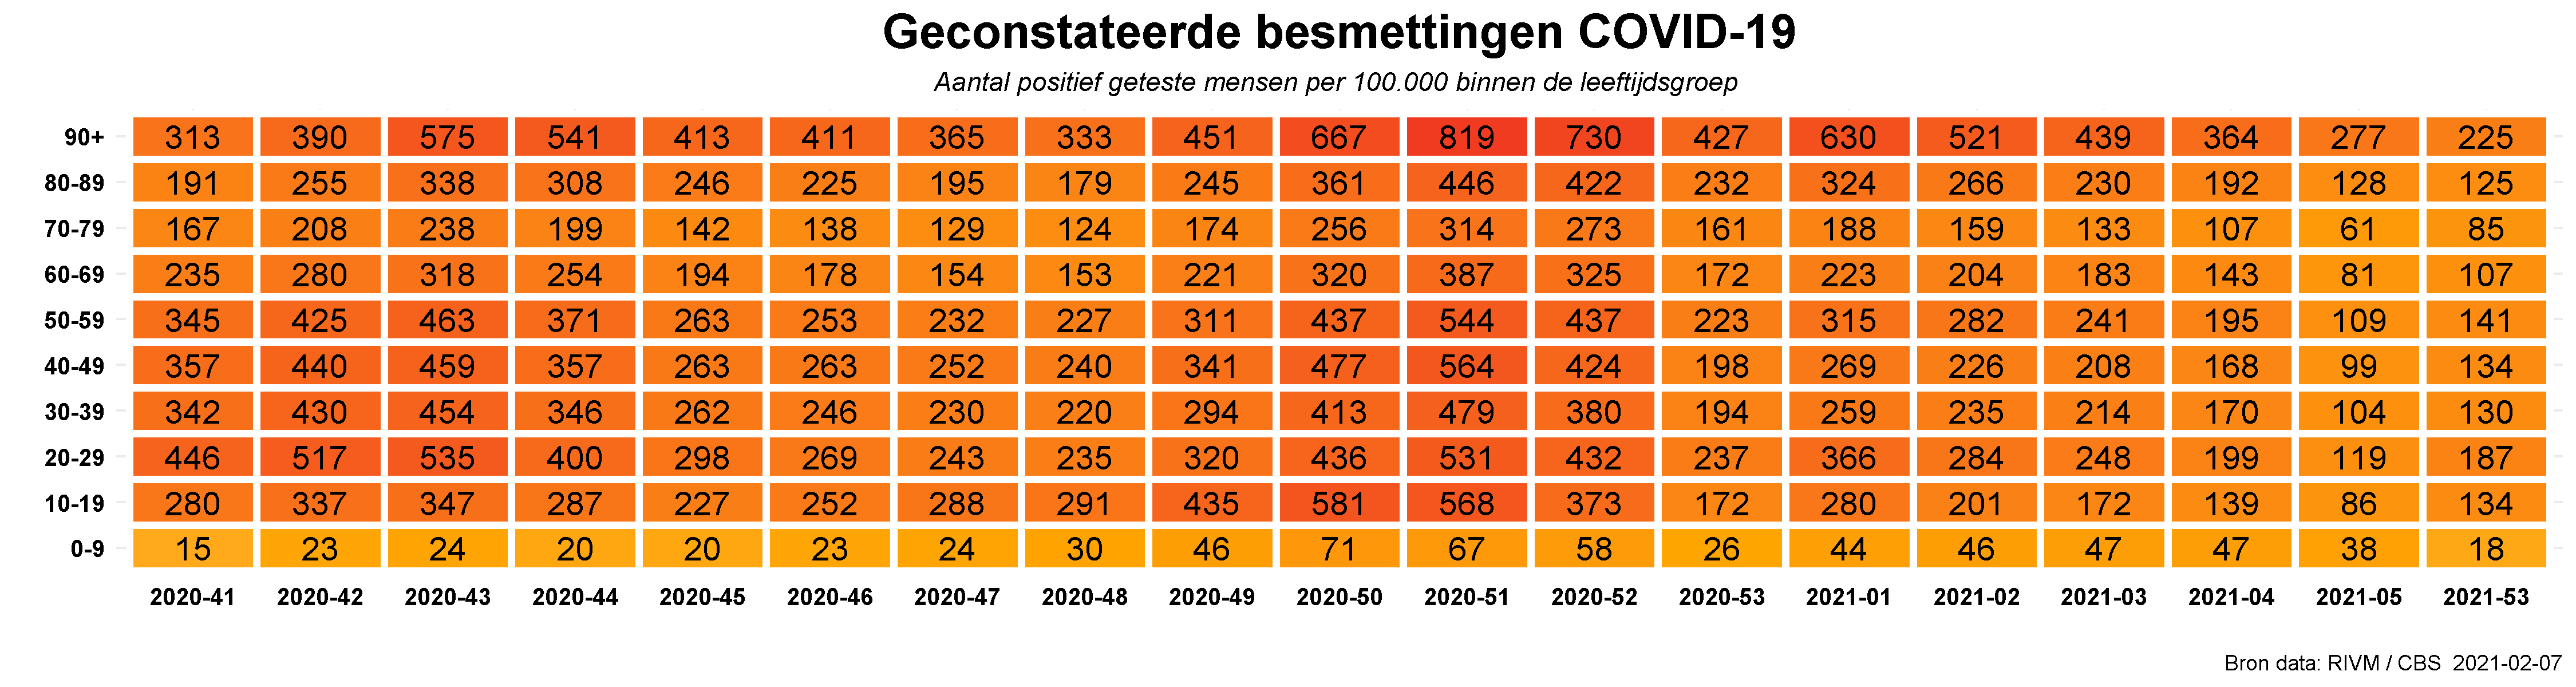 Geconstateerde besmettingen COVID-19
Aantal positief geteste mensen per 100.000 binnen de leeftijdsgroep
90+ 313 390 575 541 413 411 365 333 451 667 819 730 427 630 521 439 364 277 225
80-89 191 255 338 308 246 225 195 179 245 361 446 422 232 324 266 230 192 128 125
70-79 167 208 238 199 142 138 129 124 174 256 314 273 161 188 159 133 107 61 85
60-69 235 280 318 254 194 178 154 153 221 320 387 325 172 223 204 183 143 81 107
50-59 345 425 463 371 263 253 232 227 311 437 544 437 223 315 282 241 195 109 141
40-49 357 440 459 357 263 263 252 240 341 477 564 424 198 269 226 208 168 99 134
30-39 342 430 454 346 262 246 230 220 294 413 479 380 194 259 235 214 170 104 130
20-29 446 517 535 400 298 269 243 235 320 436 531 432 237 366 284 248 199 119 187
10-19 280 337 347 287 227 252 288 291 435 581 568 373 172 280 201 172 139 86 134
0-9 15 23 24 20 20 23 24 30 46 71 67 58 26 44 46 47 47 38 18
2020-41 2020-42 2020-43 2020-44 2020-45 2020-46 2020-47 2020-48 2020-49 2020-50 2020-51 2020-52 2020-53 2021-01 2021-02 2021-03 2021-04 2021-05 2021-53
Bron data: RIVM / CBS 2021-02-07